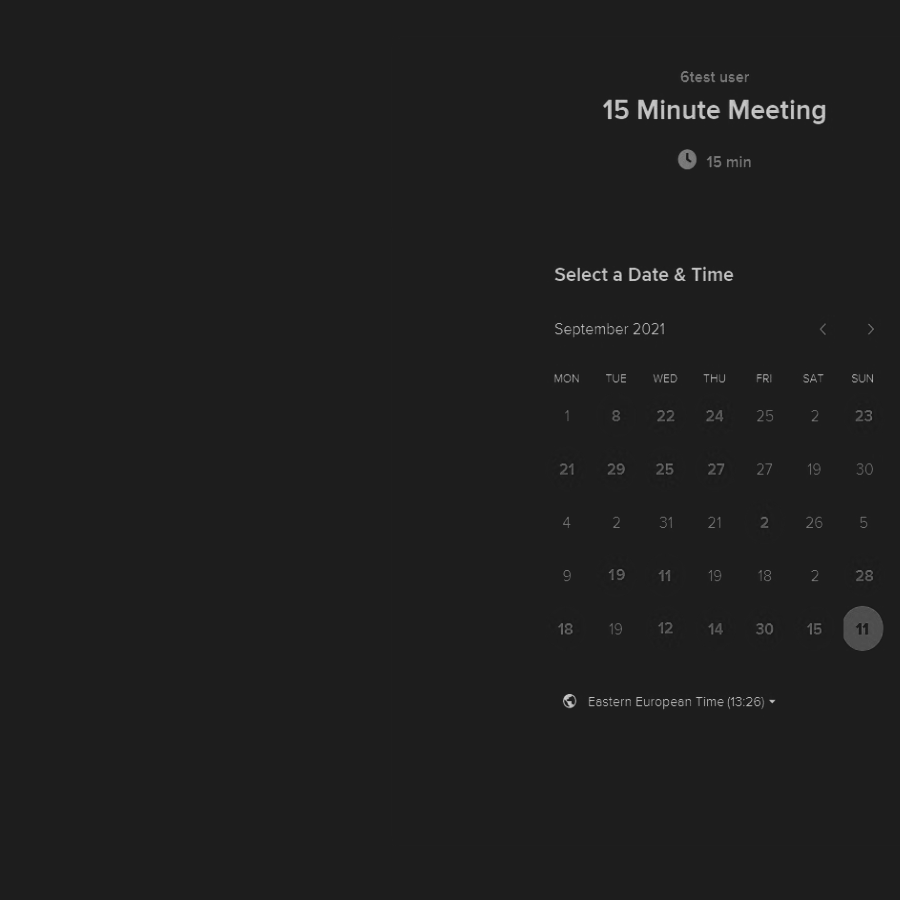 6test user
15 Minute Meeting
15 min
Select a Date & Time
September 2021
MON TUE WED THU FRI SAT SUN
1 8 22 24 25 2 23
21 29 25 27 27 19 30
4 2 31 21 2 26 5
9 19 11 19 18 2 28
18 19 12 14 30 15 11
Eastern European Time (13:26)